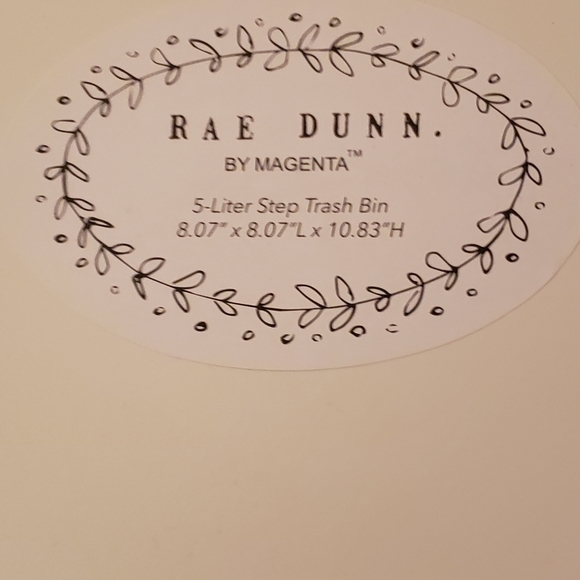 RAE DUNN.
BY MAGENTA™
5-Liter Step Trash Bin
8.07" x 8.07"L x 10.83"H